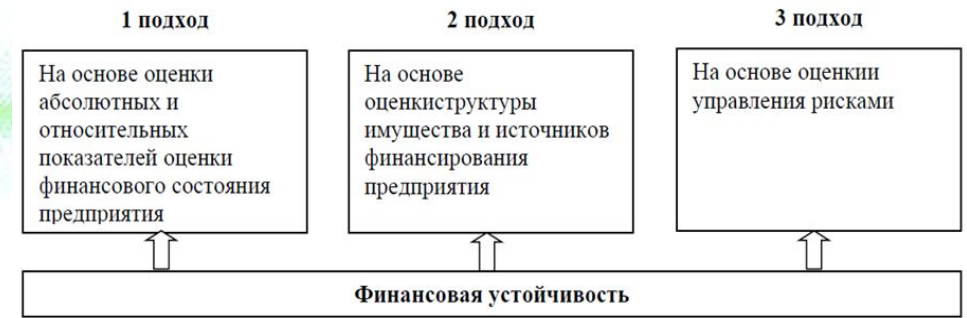 1 подход
2 подход
3 подход
На основе оценки
абсолютных и
относительных
показателей оценки
финансового состояния
предприятия
На основе
оценкиструктуры
имущества и источников
финансирования
предприятия
На основе оценкии
управления рисками
Финансовая устойчивость